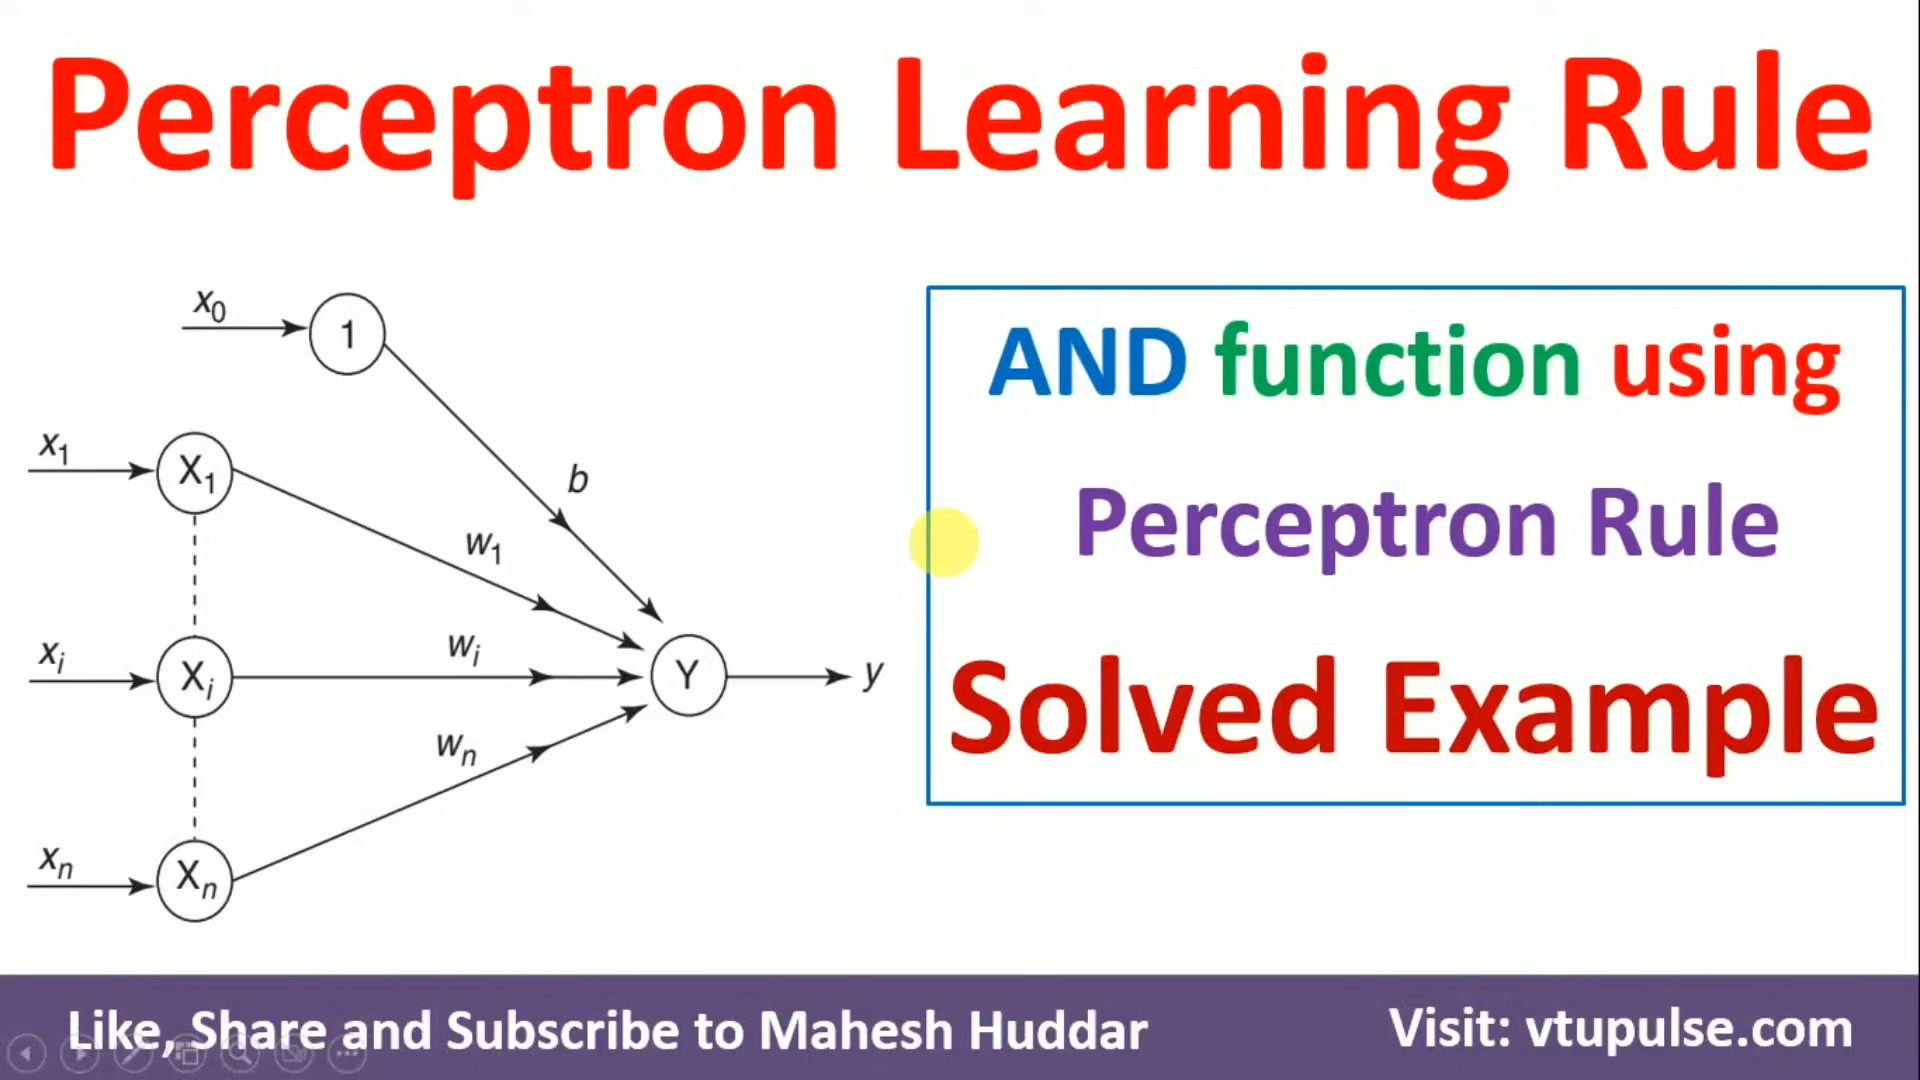 Perceptron Learning Rule
x0
1
x1
X1
b
w1
xi
Xi
wi
Y
y
wn
xn
Xn
AND function using
Perceptron Rule
Solved Example
Like, Share and Subscribe to Mahesh Huddar
Visit: vtupulse.com